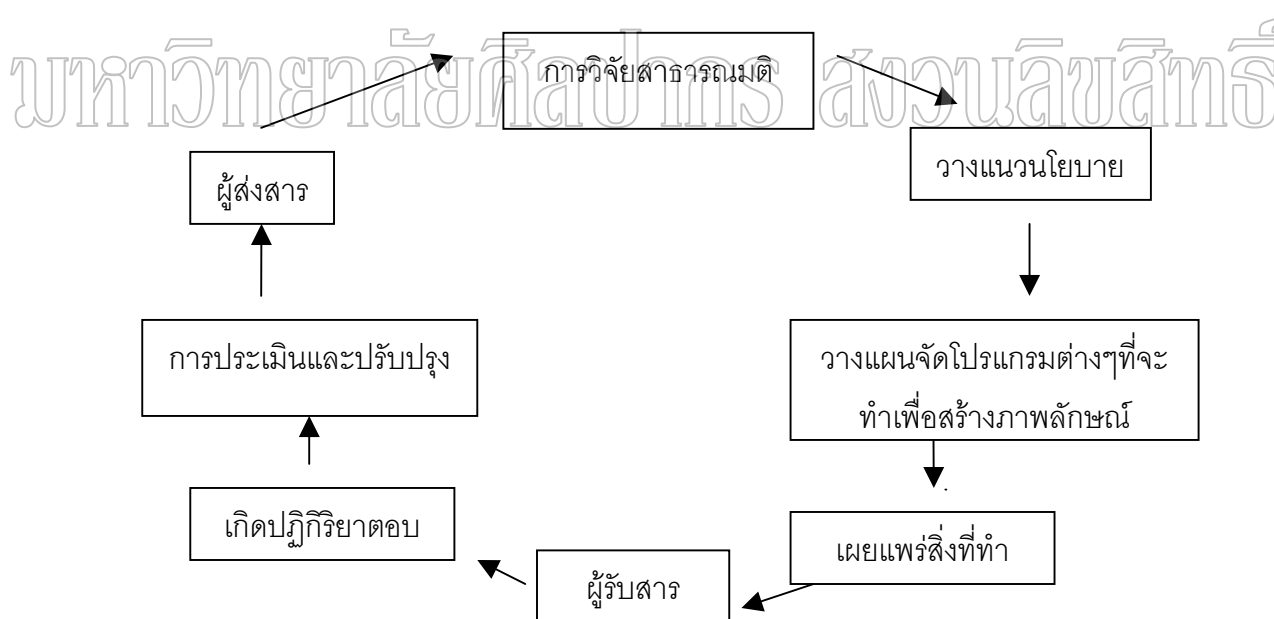 มหาวิทยาลัยศิลปากร สงวนลิขสิทธิ์
การวิจัยสาธารณมติ
วางแนวนโยบาย
ผู้ส่งสาร
การประเมินและปรับปรุง
วางแผนจัดโปรแกรมต่างๆที่จะ
ทำเพื่อสร้างภาพลักษณ์
เกิดปฏิกิริยาตอบ
เผยแพร่สิ่งที่ทำ
ผู้รับสาร